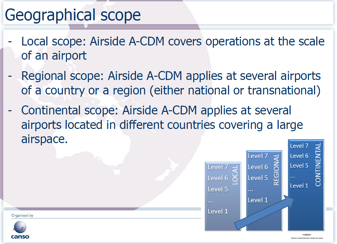 Geographical scope
- Local scope: Airside A-CDM covers operations at the scale
of an airport
- Regional scope: Airside A-CDM applies at several airports
of a country or a region (either national or transnational)
- Continental scope: Airside A-CDM applies at several
airports located in different countries covering a large
airspace.
Level 7
Level 6
Level 5
...
Level 1
LOCAL
Level 7
Level 6
Level 5
...
Level 1
REGIONAL
Level 7
Level 6
Level 5
...
Level 1
CONTINENTAL
Organised by
canso